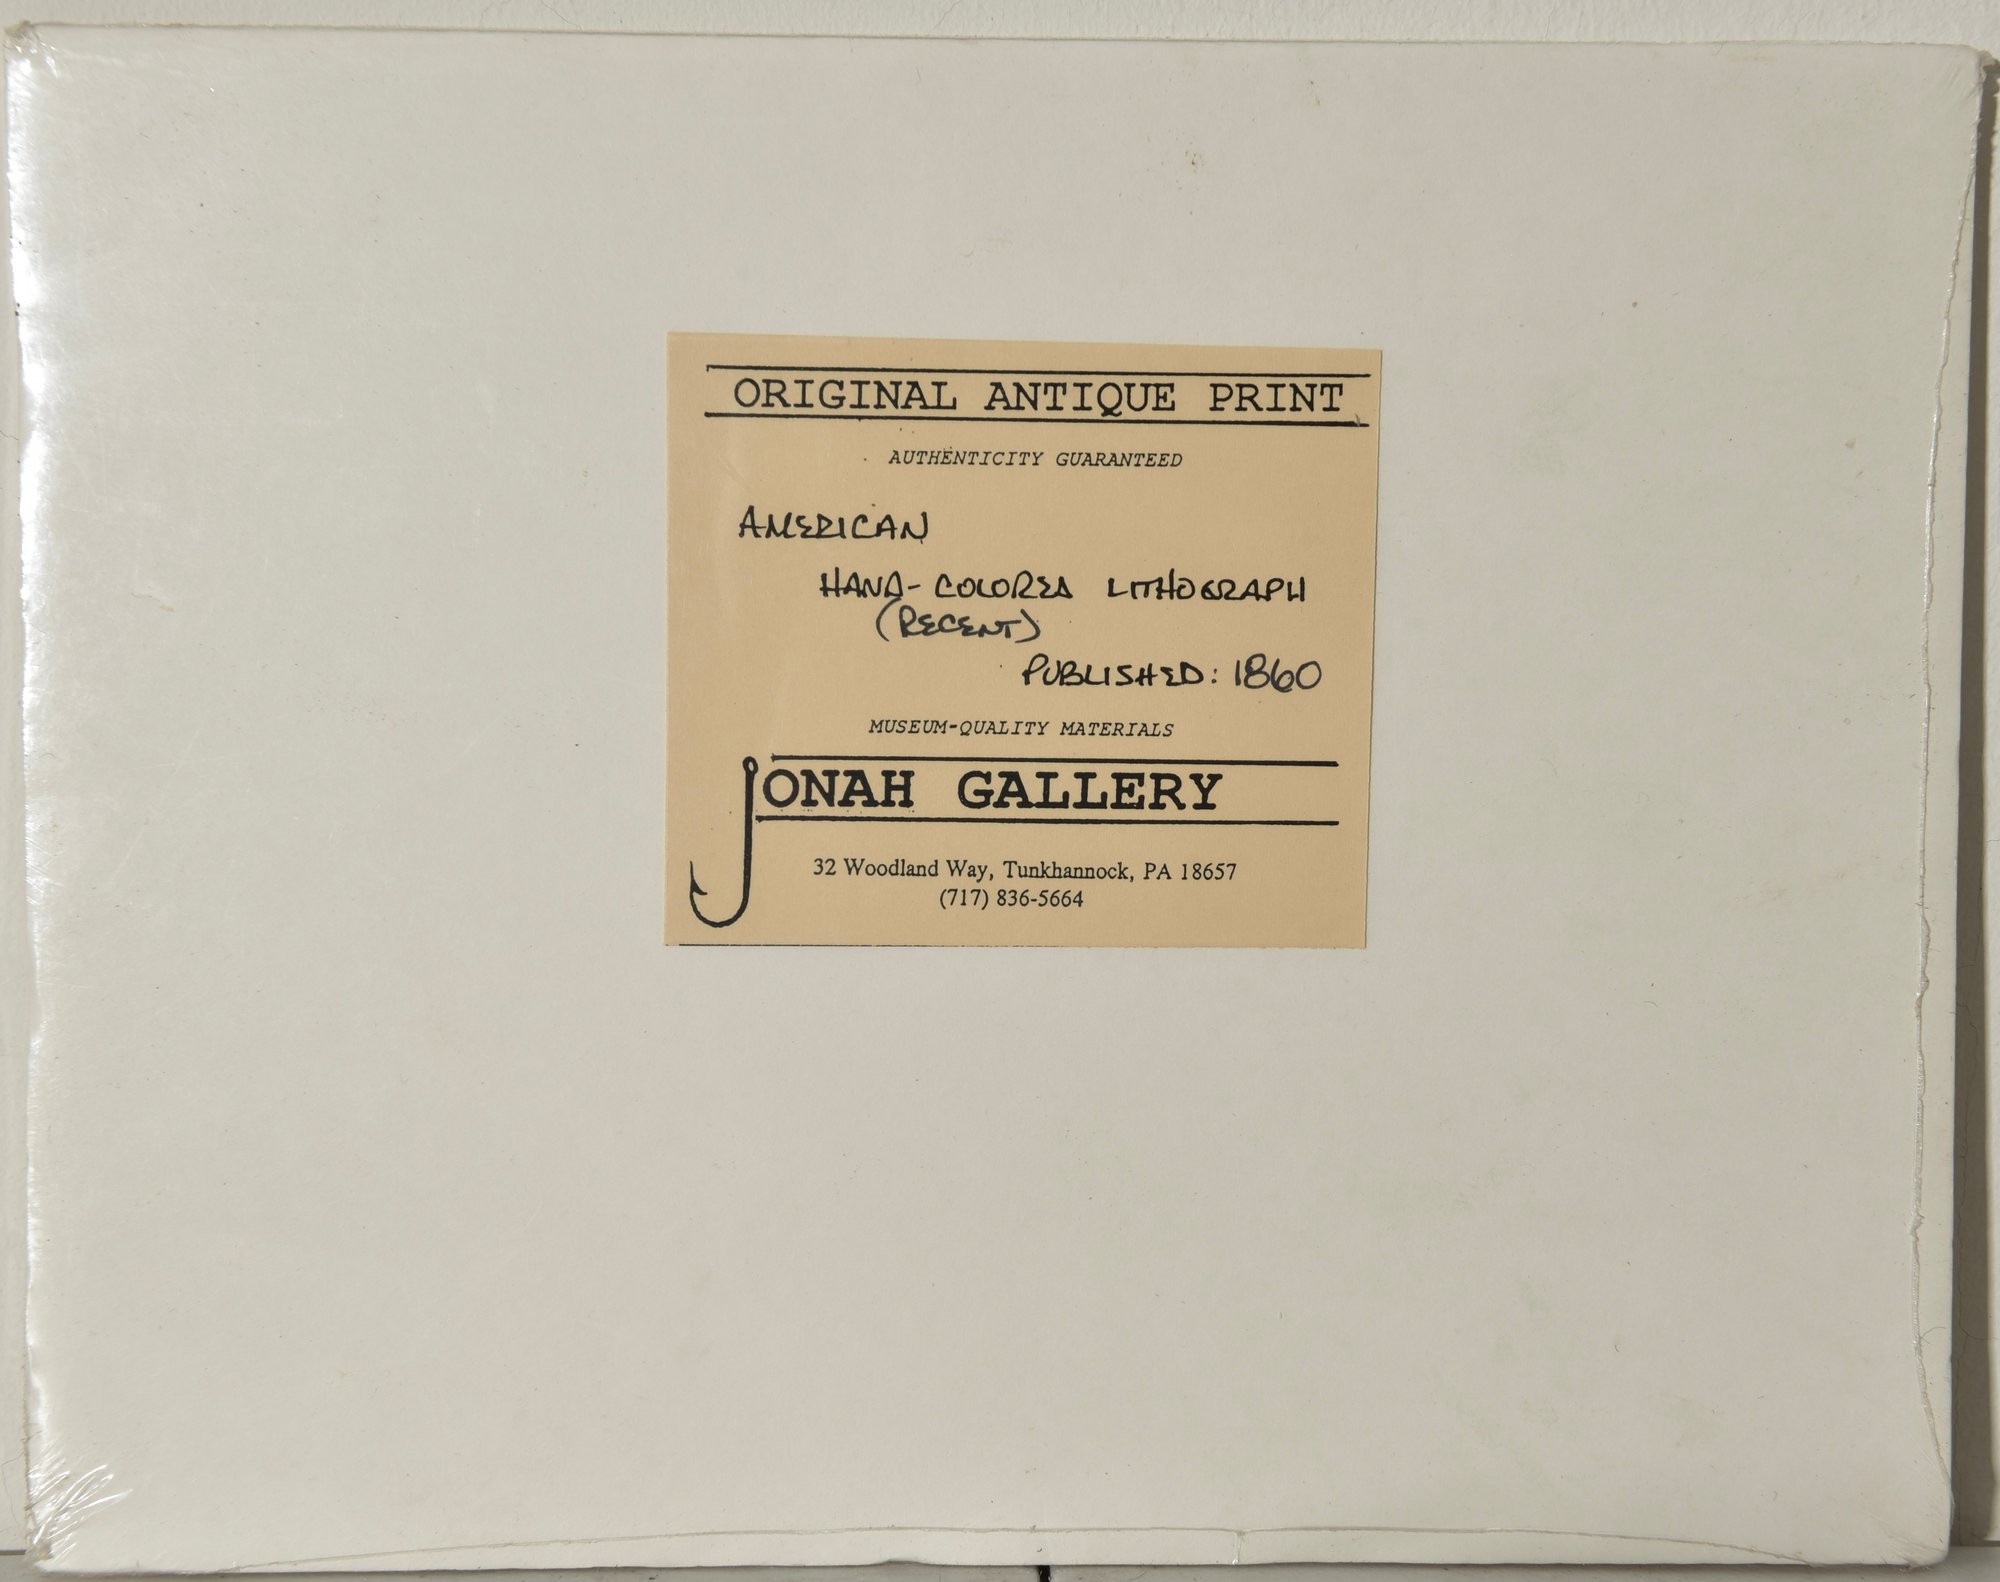 ORIGINAL ANTIQUE PRINT
AUTHENTICITY GUARANTEED
AMERICAN
HAND-COLORED LITHOGRAPH
(RECENT)
PUBLISHED: 1860
MUSEUM-QUALITY MATERIALS
JONAH GALLERY
32 Woodland Way, Tunkhannock, PA 18657
(717) 836-5664